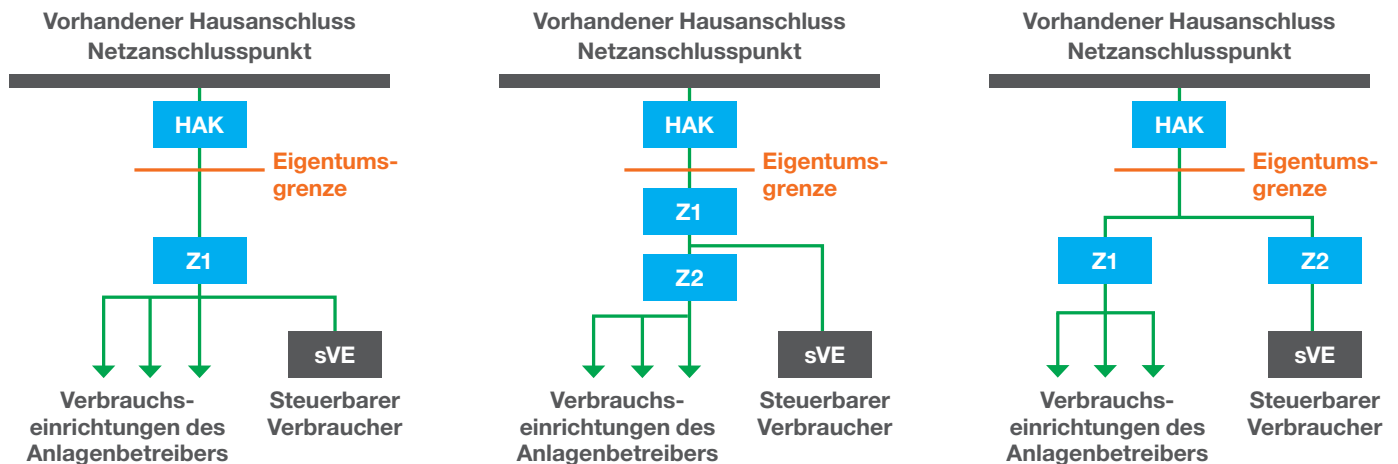 Vorhandener Hausanschluss
Netzanschlusspunkt
HAK
Eigentums-
grenze
Z1
sVE
Verbrauchs-
einrichtungen des
Anlagenbetreibers
Steuerbarer
Verbraucher
Vorhandener Hausanschluss
Netzanschlusspunkt
HAK
Eigentums-
grenze
Z1
Z2
sVE
Verbrauchs-
einrichtungen des
Anlagenbetreibers
Steuerbarer
Verbraucher
Vorhandener Hausanschluss
Netzanschlusspunkt
HAK
Eigentums-
grenze
Z1
Z2
sVE
Verbrauchs-
einrichtungen des
Anlagenbetreibers
Steuerbarer
Verbraucher